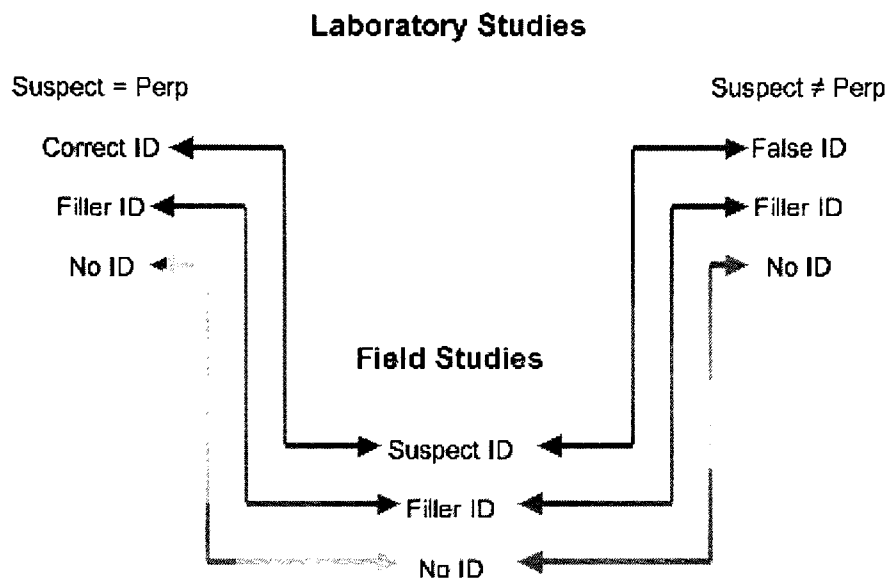 Laboratory Studies
Suspect = Perp
Suspect ≠ Perp
Correct ID
False ID
Filler ID
Filler ID
No ID
No ID
Field Studies
Suspect ID
Filler ID
No ID